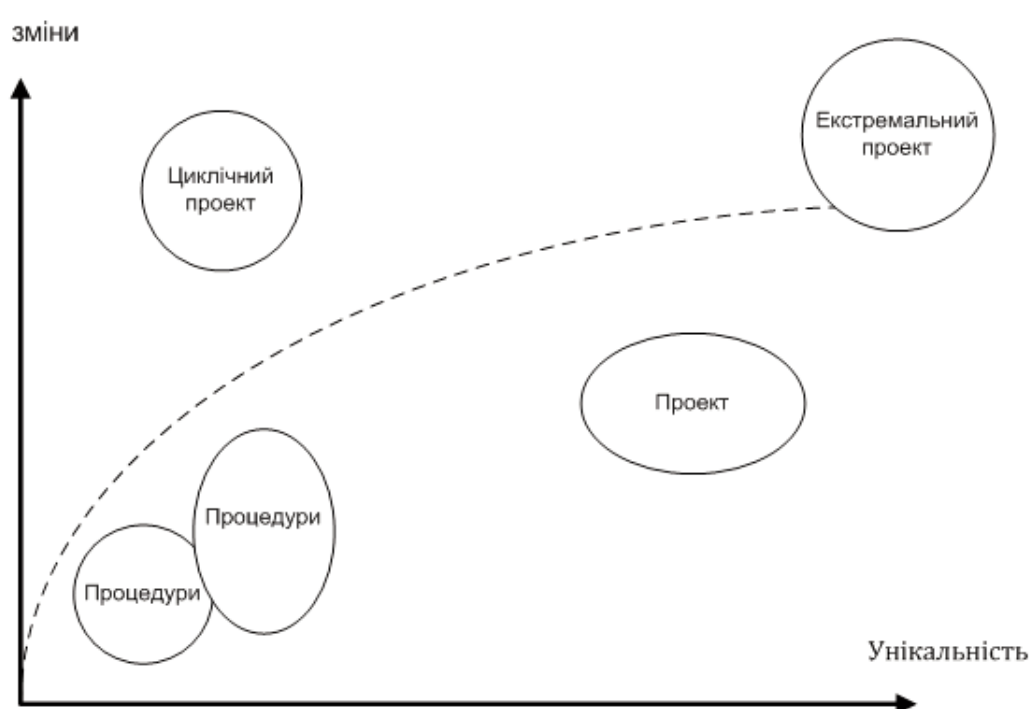 зміни
Екстремальний
проект
Циклічний
проект
Проект
Процедури
Процедури
Унікальність